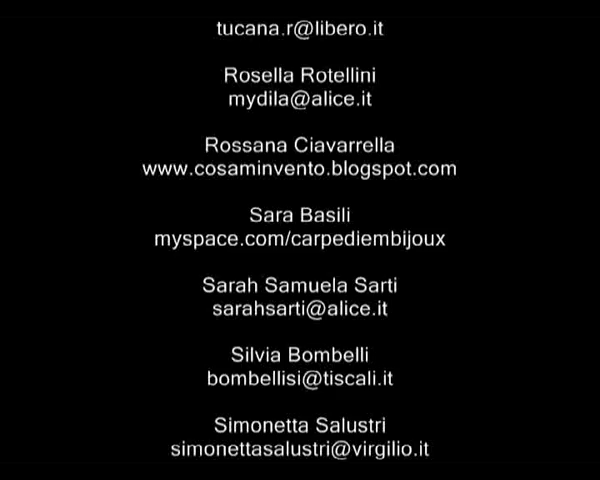 tucana.r@libero.it
Rosella Rotellini
mydila@alice.it
Rossana Ciavarrella
www.cosaminvento.blogspot.com
Sara Basili
myspace.com/carpediembijoux
Sarah Samuela Sarti
sarahsarti@alice.it
Silvia Bombelli
bombellisi@tiscali.it
Simonetta Salustri
simonettasalustri@virgilio.it